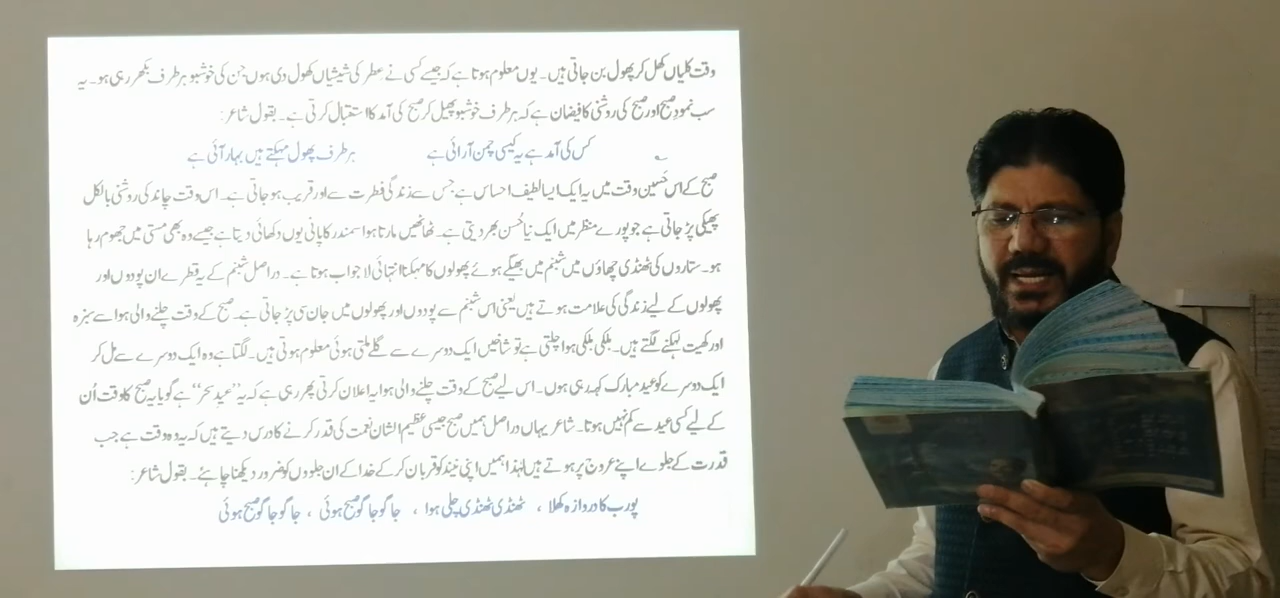 وقت کلیاں کھل کر پھول بن جاتی ہیں۔ یوں معلوم ہوتا ہے کہ جیسے کسی نے عطر کی شیشیاں کھول دی ہوں جن کی خوشبو ہر طرف بکھر رہی ہو۔ یہ
سب نمودِ صبح اور صبح کی روشنی کا فیضان ہے کہ ہر طرف خوشبو پھیل کر صبح کی آمد کا استقبال کرتی ہے۔ بقول شاعر:
؎ کس کی آمد ہے یہ کیسی چمن آرائی ہے ہر طرف پھول مہکتے ہیں بہار آئی ہے
صبح کے اس حَسین وقت میں یہ ایک ایسا لطیف احساس ہے جس سے زندگی فطرت سے اور قریب ہو جاتی ہے۔ اس وقت چاند کی روشنی بالکل
پھیکی پڑ جاتی ہے جو پورے منظر میں ایک نیا حُسن بھر دیتی ہے۔ ٹھاٹھیں مارتا ہوا سمندر کا پانی یوں دکھائی دیتا ہے جیسے وہ بھی مستی میں جھوم رہا
ہو۔ ستاروں کی ٹھنڈی چھاؤں میں شبنم میں بھیگے ہوئے پھولوں کا مہکنا انتہائی لاجواب ہوتا ہے۔ دراصل شبنم کے یہ قطرے ان پودوں اور
پھولوں کے لیے زندگی کی علامت ہوتے ہیں یعنی اس شبنم سے پودوں اور پھولوں میں جان سی پڑ جاتی ہے۔ صبح کے وقت چلنے والی ہوا سے سبزہ
اور کھیت لہکنے لگتے ہیں۔ ہلکی ہلکی ہوا چلتی ہے تو شاخیں ایک دوسرے سے گلے ملتی ہوئی معلوم ہوتی ہیں۔ لگتا ہے وہ ایک دوسرے سے مل کر
ایک دوسرے کو عید مبارک کہہ رہی ہوں۔ اس لیے صبح کے وقت چلنے والی ہوا یہ اعلان کرتی پھر رہی ہے کہ یہ ”عیدِ سحر“ ہے گویا یہ صبح کا وقت اُن
کے لیے کسی عید سے کم نہیں ہوتا۔ شاعر یہاں دراصل ہمیں صبح جیسی عظیم الشان نعمت کی قدر کرنے کا درس دیتے ہیں کہ یہ وہ وقت ہے جب
قدرت کے جلوے اپنے عروج پر ہوتے ہیں لہٰذا ہمیں اپنی نیند کو قربان کر کے خدا کے ان جلووں کو ضرور دیکھنا چاہئے۔ بقول شاعر:
پورب کا دروازہ کھلا ، ٹھنڈی ٹھنڈی چلی ہوا ، جاگو جاگو صبح ہوئی ، جاگو جاگو صبح ہوئی